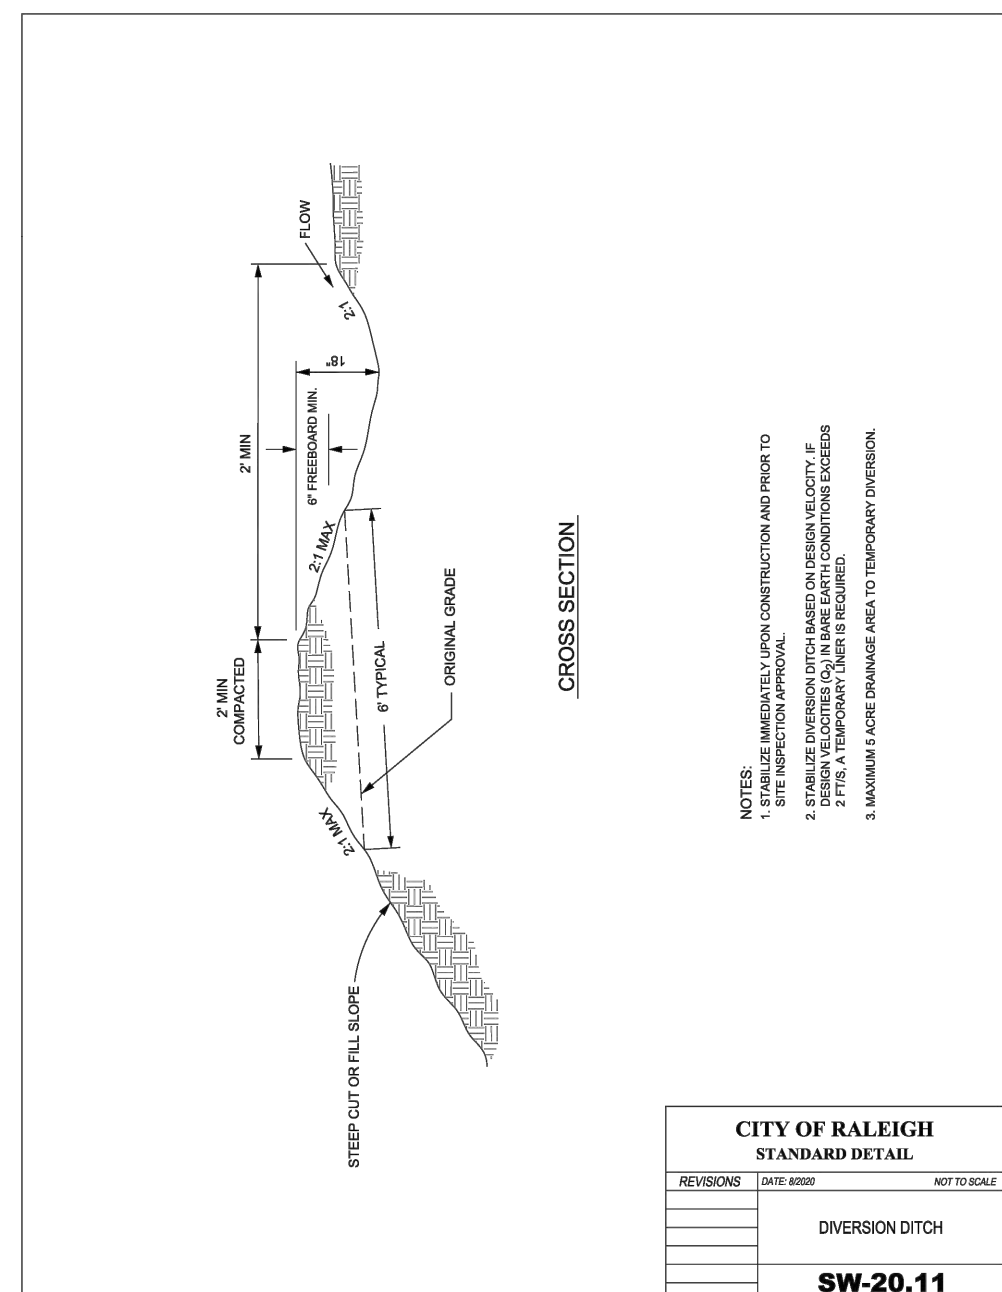 STEEP CUT OR FILL SLOPE
2:1 MAX
2' MIN
COMPACTED
2:1 MAX
2' MIN
6" FREEBOARD MIN.
18"
2:1
FLOW
6' TYPICAL
ORIGINAL GRADE
CROSS SECTION
NOTES:
1. STABILIZE IMMEDIATELY UPON CONSTRUCTION AND PRIOR TO
SITE INSPECTION APPROVAL.
2. STABILIZE DIVERSION DITCH BASED ON DESIGN VELOCITY. IF
DESIGN VELOCITIES (Q₂) IN BARE EARTH CONDITIONS EXCEEDS
2 FT/S, A TEMPORARY LINER IS REQUIRED.
3. MAXIMUM 5 ACRE DRAINAGE AREA TO TEMPORARY DIVERSION.
CITY OF RALEIGH
STANDARD DETAIL
REVISIONS
DATE: 8/2020
NOT TO SCALE
DIVERSION DITCH
SW-20.11